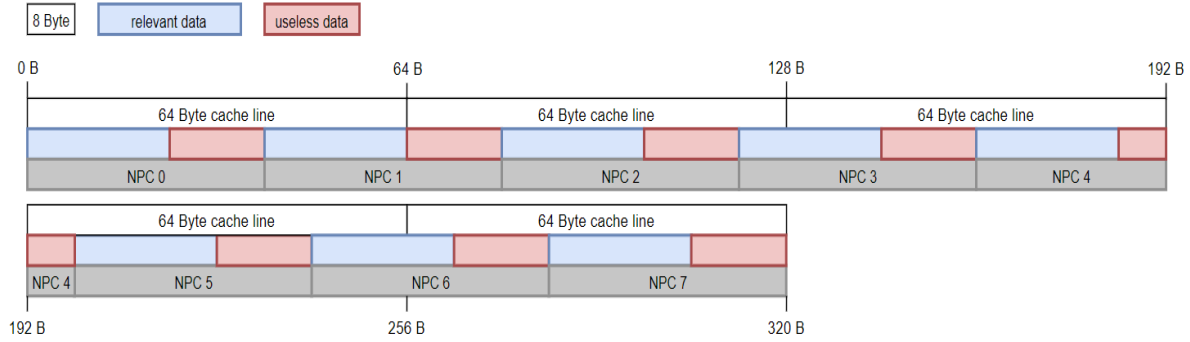 8 Byte relevant data useless data
0 B 64 B 128 B 192 B
64 Byte cache line 64 Byte cache line 64 Byte cache line
NPC 0 NPC 1 NPC 2 NPC 3 NPC 4
64 Byte cache line 64 Byte cache line
NPC 4 NPC 5 NPC 6 NPC 7
192 B 256 B 320 B